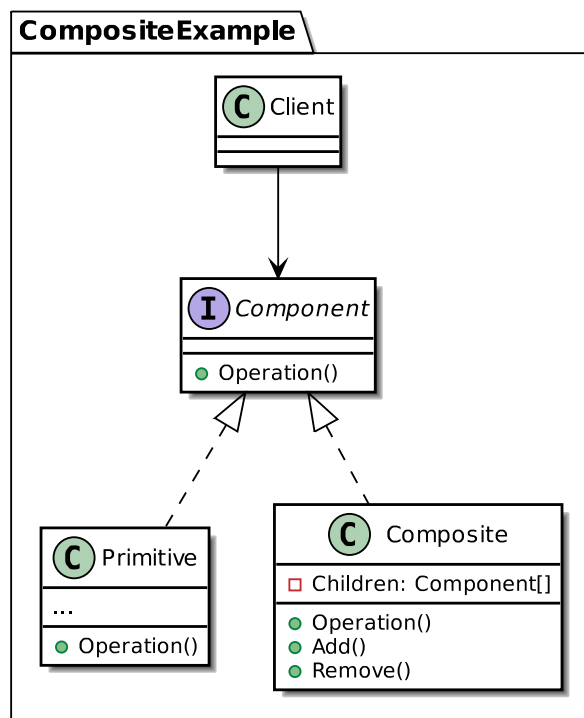 CompositeExample
C Client
I Component
Operation()
C Primitive
...
Operation()
C Composite
Children: Component[]
Operation()
Add()
Remove()